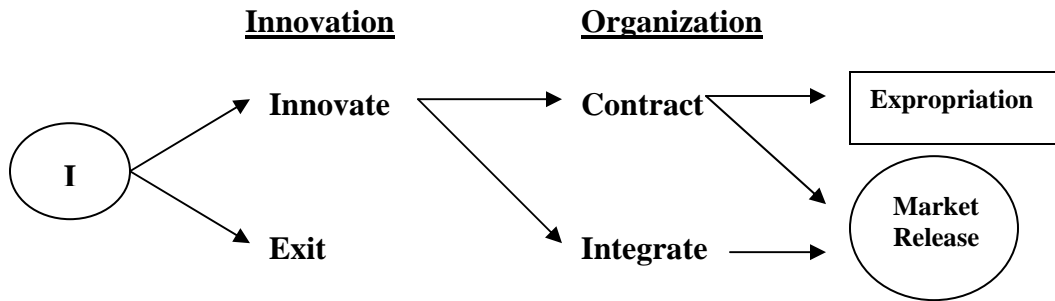 Innovation Organization
Innovate Contract Expropriation
I
Market
Release
Exit Integrate